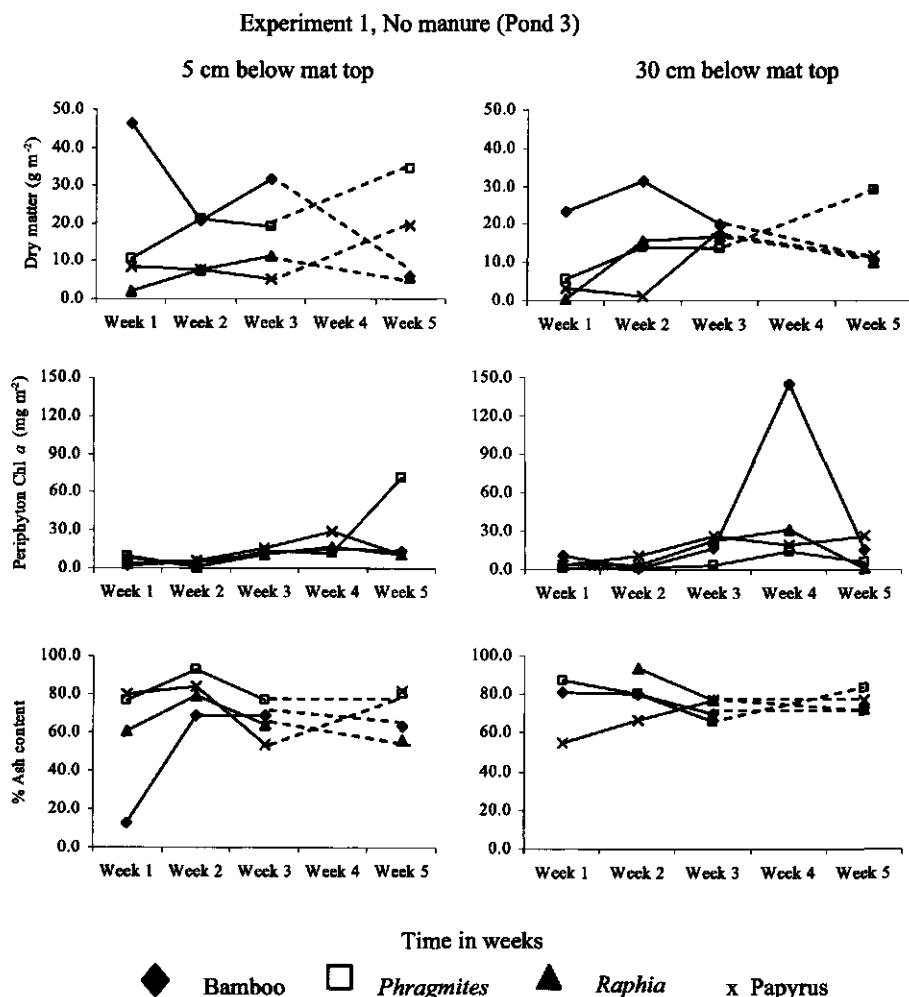 Experiment 1, No manure (Pond 3)
5 cm below mat top
30 cm below mat top
Dry matter (g m⁻²)
50.0
40.0
30.0
20.0
10.0
0.0
Week 1 Week 2 Week 3 Week 4 Week 5
50.0
40.0
30.0
20.0
10.0
0.0
Week 1 Week 2 Week 3 Week 4 Week 5
Periphyton Chl a (mg m⁻²)
150.0
120.0
90.0
60.0
30.0
0.0
Week 1 Week 2 Week 3 Week 4 Week 5
150.0
120.0
90.0
60.0
30.0
0.0
Week 1 Week 2 Week 3 Week 4 Week 5
% Ash content
100.0
80.0
60.0
40.0
20.0
0.0
Week 1 Week 2 Week 3 Week 4 Week 5
100.0
80.0
60.0
40.0
20.0
0.0
Week 1 Week 2 Week 3 Week 4 Week 5
Time in weeks
Bamboo Phragmites Raphia x Papyrus